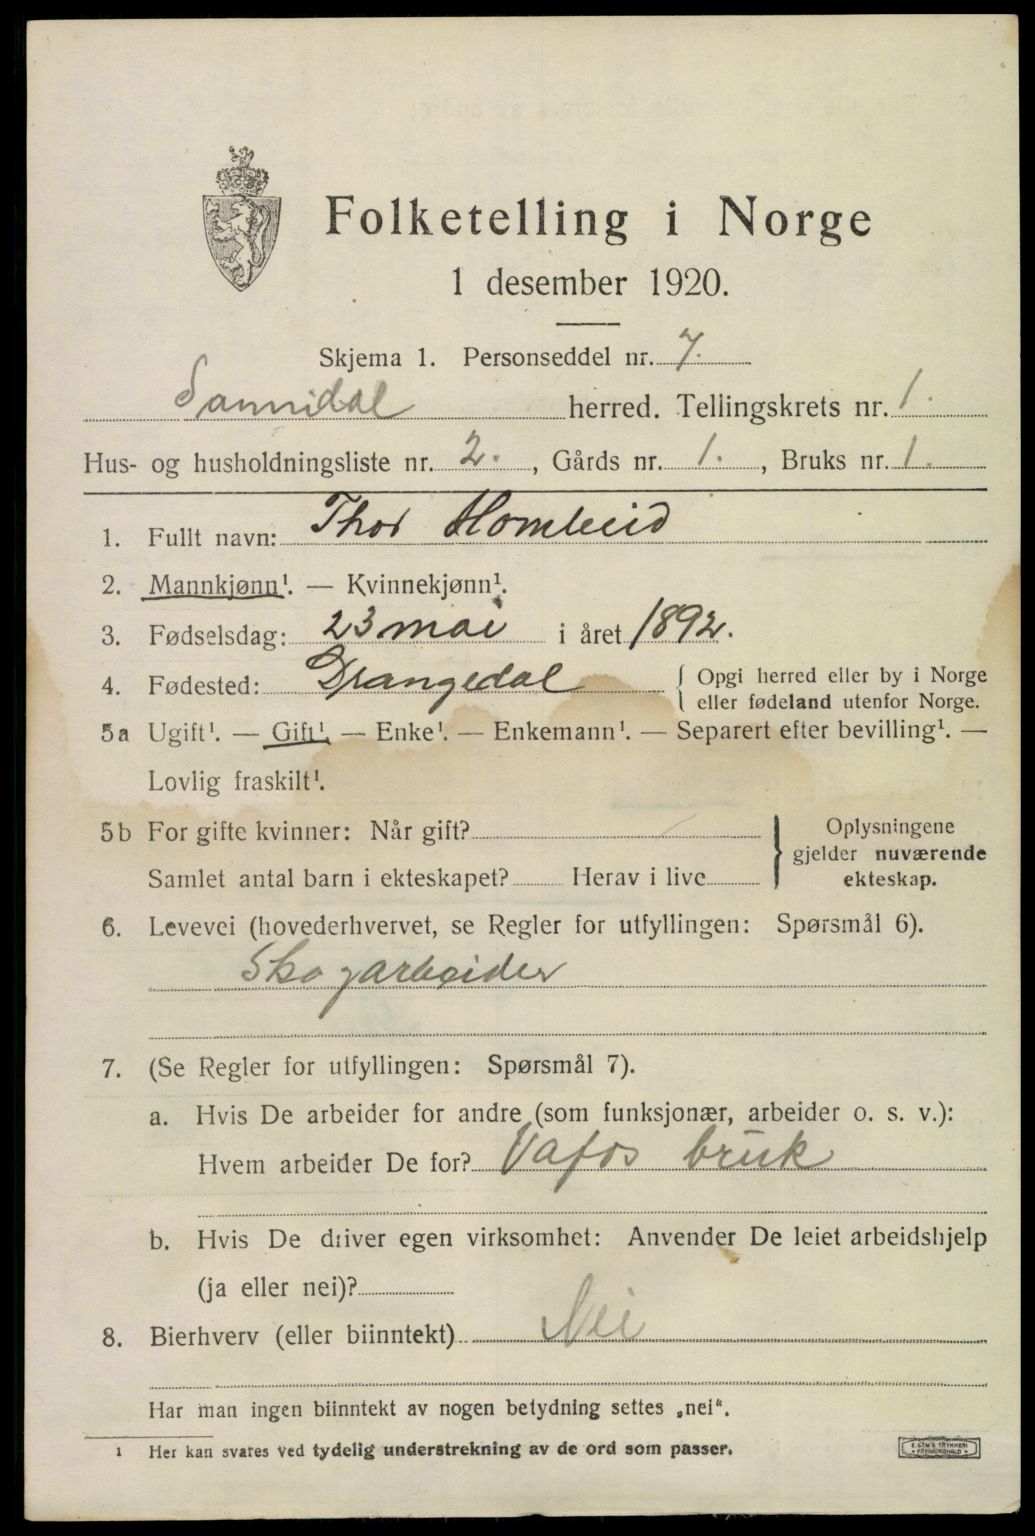 Folketelling i Norge
1 desember 1920.
Skjema 1. Personseddel nr. 7.
Sannidal herred. Tellingskrets nr. 1.
Hus- og husholdningsliste nr. 2. , Gårds nr. 1. , Bruks nr. 1.
1. Fullt navn: Thor Homleid
2. Mannkjønn¹. — Kvinnekjønn¹.
3. Fødselsdag: 23 mai i året 1892.
4. Fødested: Drangedal { Opgi herred eller by i Norge
eller fødeland utenfor Norge.
5a Ugift¹. — Gift¹. — Enke¹. — Enkemann¹. — Separert efter bevilling¹. —
Lovlig fraskilt¹.
5b For gifte kvinner: Når gift?
Samlet antal barn i ekteskapet? Herav i live
} Oplysningene
gjelder nuværende
ekteskap.
6. Levevei (hovederhvervet, se Regler for utfyllingen: Spørsmål 6).
Skogarbeider
7. (Se Regler for utfyllingen: Spørsmål 7).
a. Hvis De arbeider for andre (som funksjonær, arbeider o. s. v.):
Hvem arbeider De for? Vafos bruk
b. Hvis De driver egen virksomhet: Anvender De leiet arbeidshjelp
(ja eller nei)?
8. Bierhverv (eller biinntekt) Nei
Har man ingen biinntekt av nogen betydning settes „nei“.
¹ Her kan svares ved tydelig understrekning av de ord som passer.